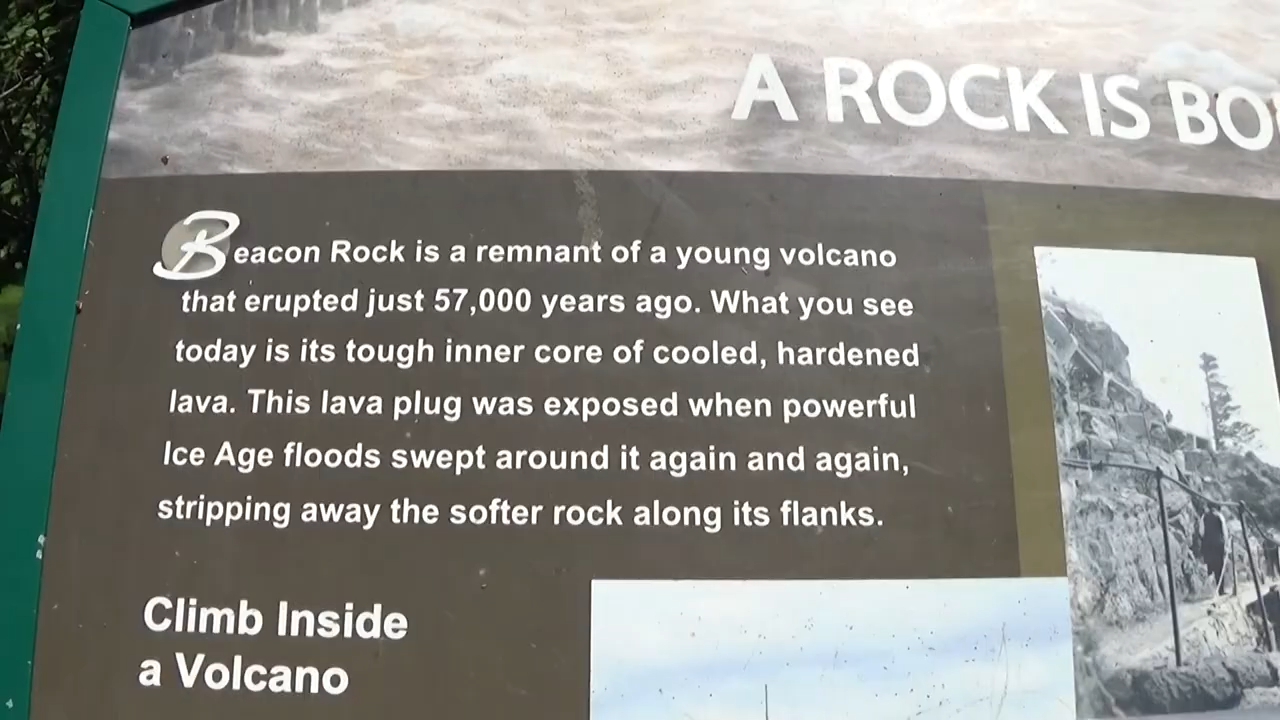 A ROCK IS BO
Beacon Rock is a remnant of a young volcano
that erupted just 57,000 years ago. What you see
today is its tough inner core of cooled, hardened
lava. This lava plug was exposed when powerful
Ice Age floods swept around it again and again,
stripping away the softer rock along its flanks.
Climb Inside
a Volcano